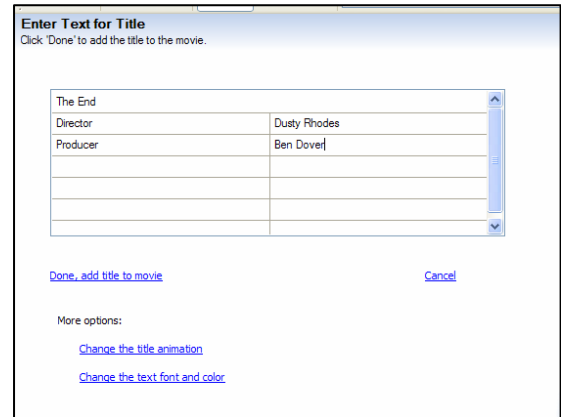 Enter Text for Title
Click 'Done' to add the title to the movie.
The End
Director Dusty Rhodes
Producer Ben Dover
Done, add title to movie Cancel
More options:
Change the title animation
Change the text font and color